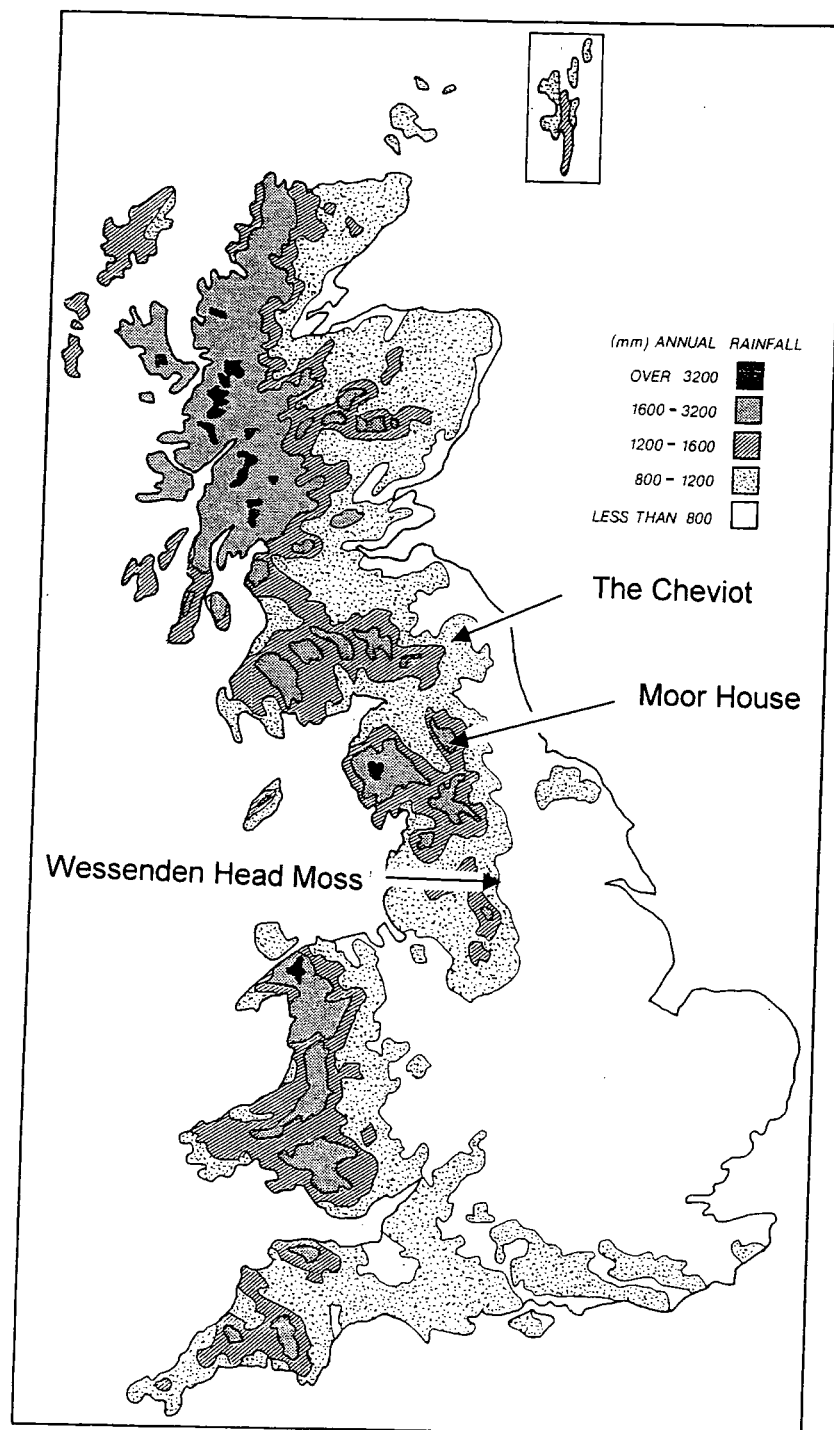 (mm) ANNUAL RAINFALL
OVER 3200
1600 - 3200
1200 - 1600
800 - 1200
LESS THAN 800
The Cheviot
Moor House
Wessenden Head Moss